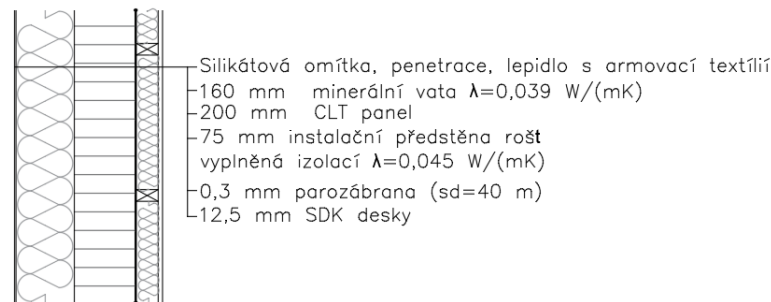 Silikátová omítka, penetrace, lepidlo s armovací textílií
160 mm minerální vata λ=0,039 W/(mK)
200 mm CLT panel
75 mm instalační předstěna rošt
vyplněná izolací λ=0,045 W/(mK)
0,3 mm parozábrana (sd=40 m)
12,5 mm SDK desky